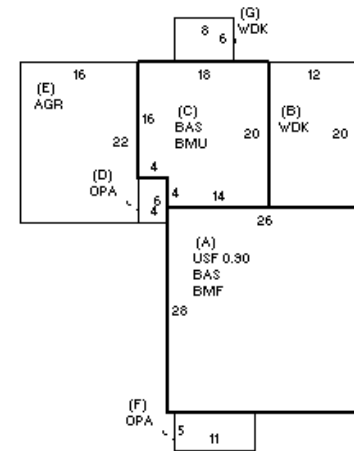 (G)
8
WDK
6
16
18
12
(E)
AGR
(C)
BAS
BMU
(B)
WDK
16
20
20
22
(D)
OPA
4
6
4
4
14
26
(A)
USF 0.90
BAS
BMF
28
(F)
OPA
5
11